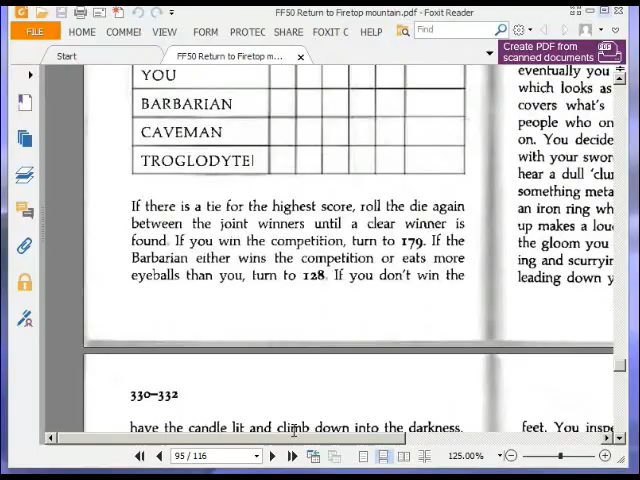 FF50 Return to Firetop mountain.pdf - Foxit Reader
FILE HOME COMMEI VIEW FORM PROTEC SHARE FOXIT C HELP Find
Start FF50 Return to Firetop m... Create PDF from
scanned documents
YOU
BARBARIAN
CAVEMAN
TROGLODYTE
If there is a tie for the highest score, roll the die again
between the joint winners until a clear winner is
found. If you win the competition, turn to 179. If the
Barbarian either wins the competition or eats more
eyeballs than you, turn to 128. If you don't win the
eventually you
which looks as
covers what's
people who on
on. You decide
with your swor
hear a dull 'clu
something meta
an iron ring wh
up makes a lou
the gloom you
ing and scurryin
leading down y
330–332
have the candle lit and climb down into the darkness.
feet. You inspe
95 / 116
125.00%